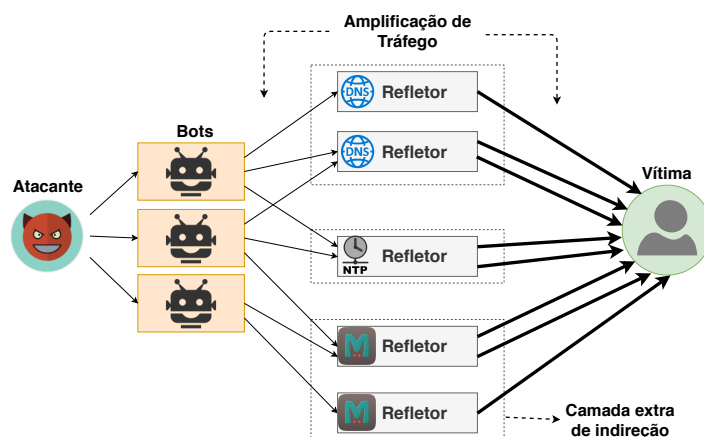 Amplificação de
Tráfego
DNS Refletor
Bots
DNS Refletor
Atacante
Vítima
NTP Refletor
M Refletor
M Refletor
Camada extra
de indireção